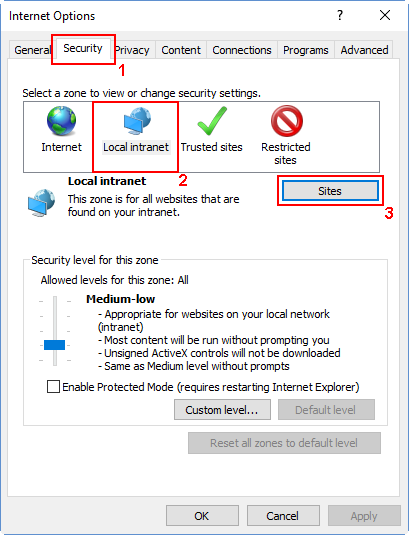 Internet Options
?
General
Security
Privacy
Content
Connections
Programs
Advanced
1
Select a zone to view or change security settings.
Internet
Local intranet
Trusted sites
Restricted
sites
2
Local intranet
This zone is for all websites that are
found on your intranet.
Sites
3
Security level for this zone
Allowed levels for this zone: All
Medium-low
- Appropriate for websites on your local network
(intranet)
- Most content will be run without prompting you
- Unsigned ActiveX controls will not be downloaded
- Same as Medium level without prompts
Enable Protected Mode (requires restarting Internet Explorer)
Custom level...
Default level
Reset all zones to default level
OK
Cancel
Apply